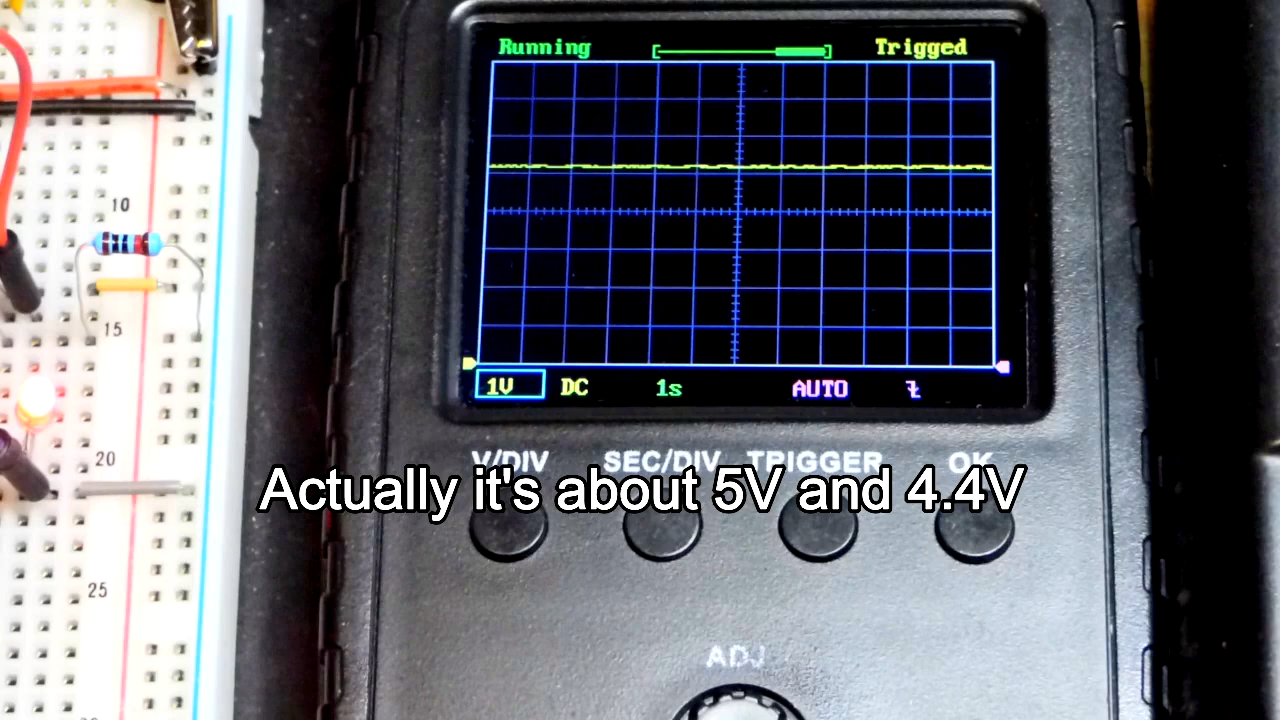 Running
Trigged
10
15
20
25
1V DC 1s AUTO
V/DIV SEC/DIV TRIGGER OK
Actually it's about 5V and 4.4V
ADJ